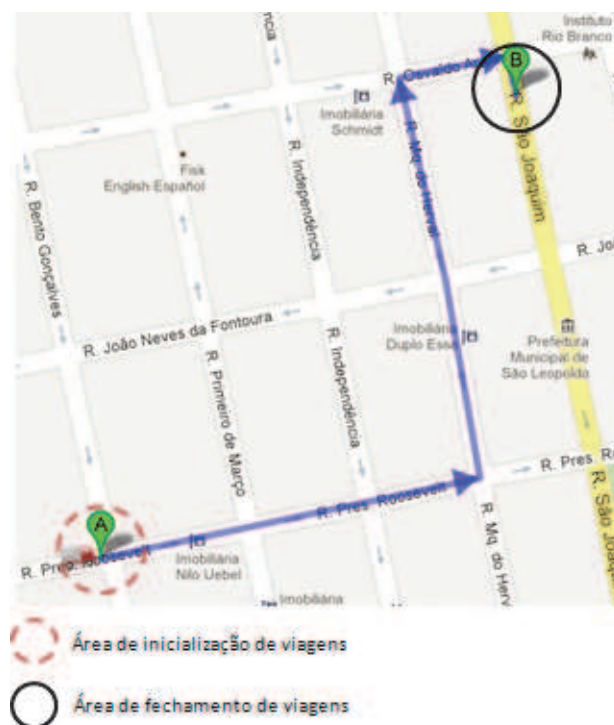 Instituto
Rio Branco
B
R. Osvaldo A
Imobiliária
Schmidt
R. São Joaquim
R. Mq. do Herval
Fisk
English Español
R. Independência
ncia
R. Bento Gonçalves
R. Jo
R. João Neves da Fontoura
Imobiliária
Duplo Esse
Prefeitura
Municipal de
São Leopoldo
R. Primeiro de Março
R. Independência
R. Pres. Ro
R. Pres. Roosevelt
R. São Joaqu
A
R. Pres. Roosevelt
Imobiliária
Nilo Uebel
R. Mq. do Herv
Imobiliária
Área de inicialização de viagens
Área de fechamento de viagens